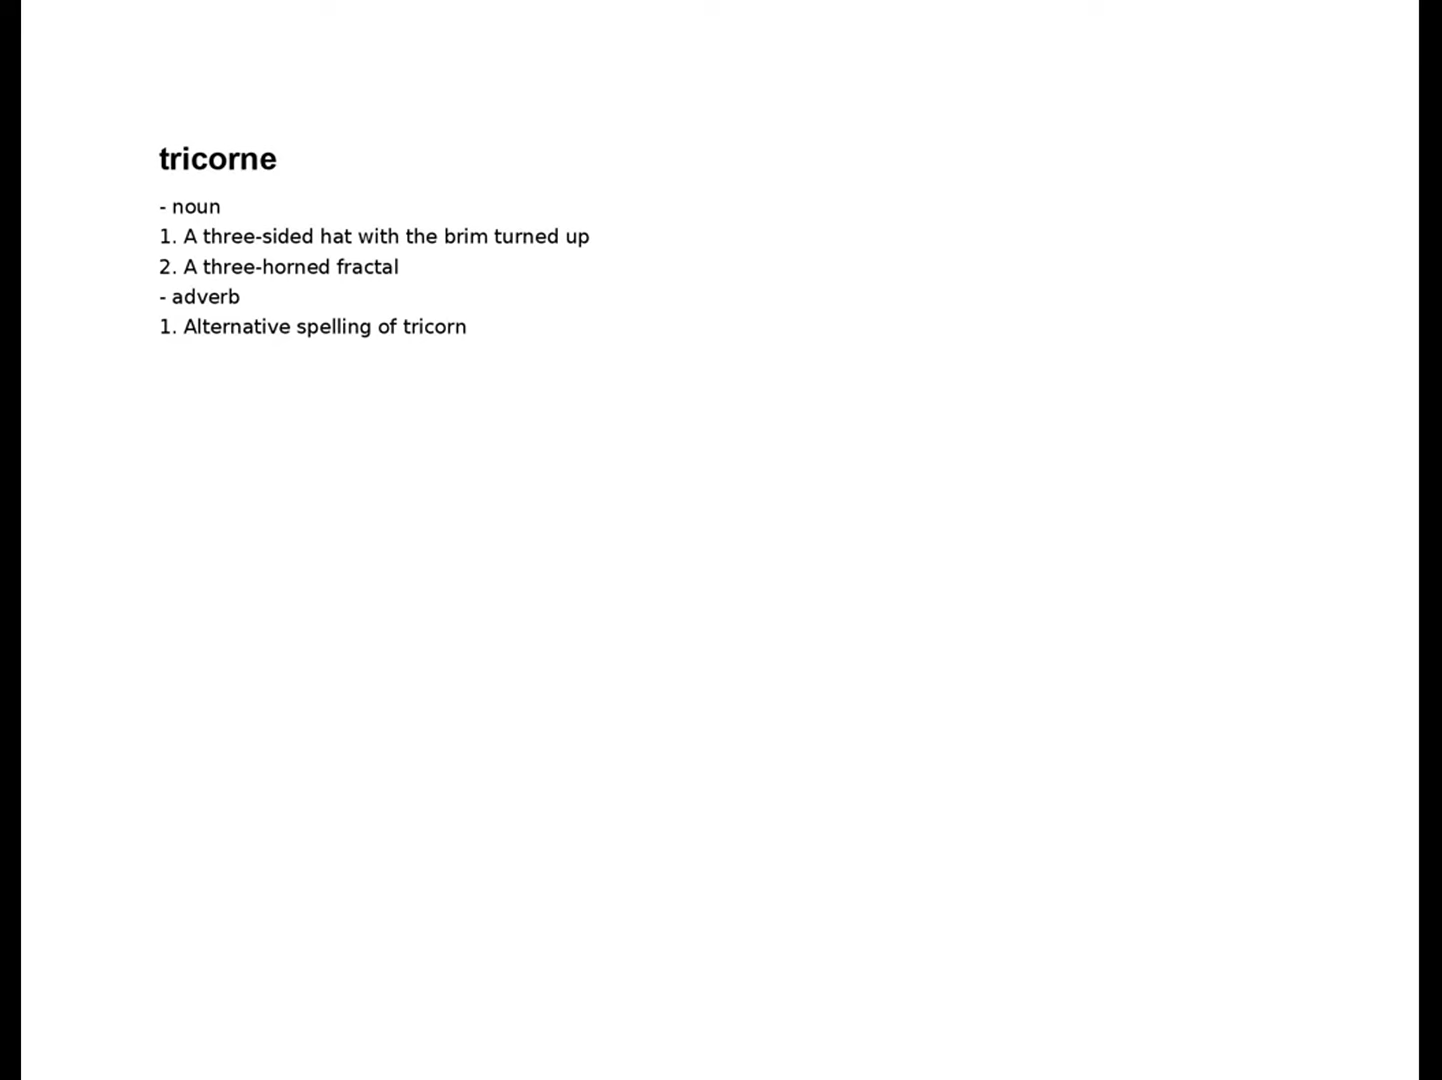 tricorne
- noun
1. A three-sided hat with the brim turned up
2. A three-horned fractal
- adverb
1. Alternative spelling of tricorn